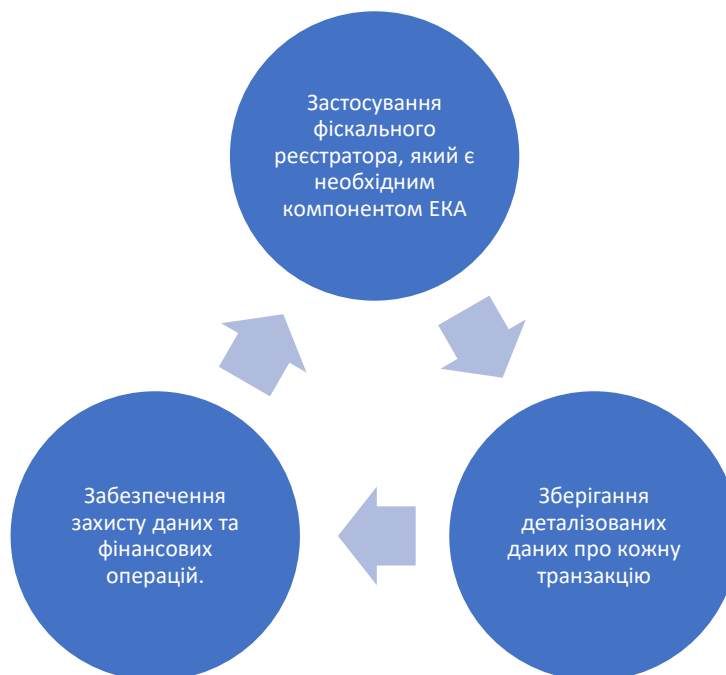 Застосування
фіскального
реєстратора, який є
необхідним
компонентом ЕКА
Зберігання
деталізованих
даних про кожну
транзакцію
Забезпечення
захисту даних та
фінансових
операцій.